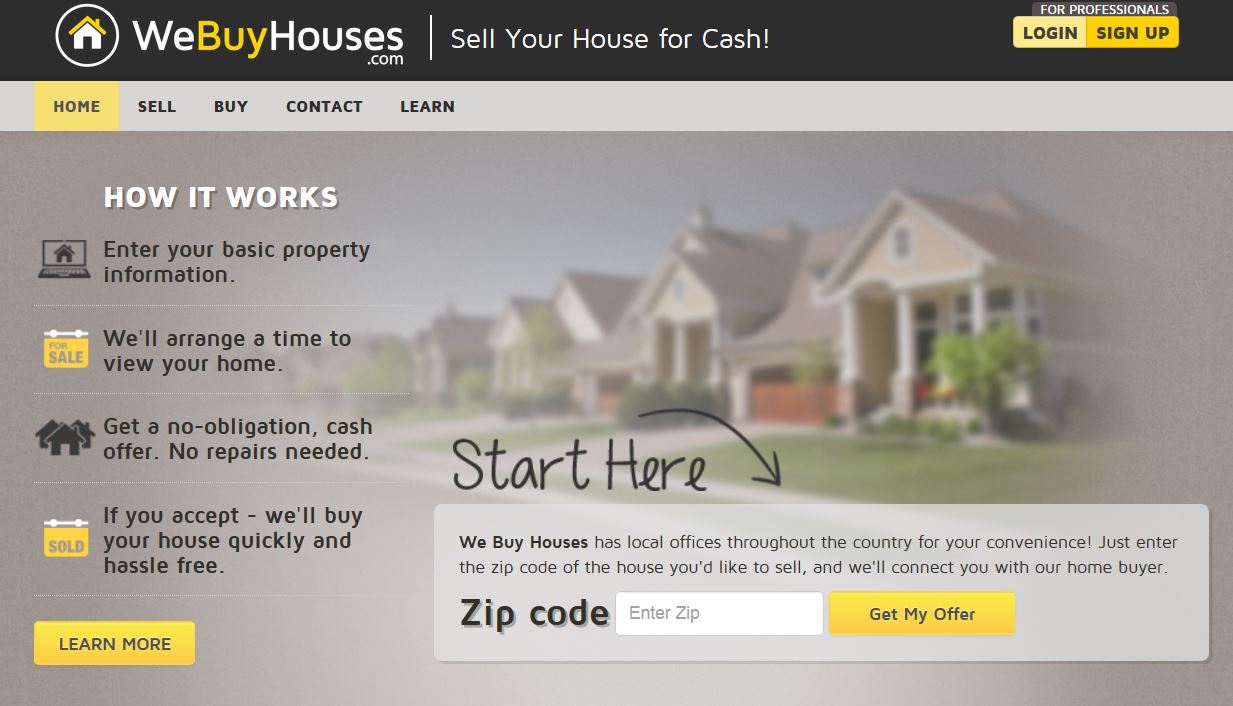 FOR PROFESSIONALS
WeBuyHouses
.com
Sell Your House for Cash!
LOGIN
SIGN UP
HOME
SELL
BUY
CONTACT
LEARN
HOW IT WORKS
Enter your basic property
information.
FOR
SALE
We'll arrange a time to
view your home.
Get a no-obligation, cash
offer. No repairs needed.
SOLD
If you accept - we'll buy
your house quickly and
hassle free.
LEARN MORE
Start Here
We Buy Houses has local offices throughout the country for your convenience! Just enter
the zip code of the house you'd like to sell, and we'll connect you with our home buyer.
Zip code
Enter Zip
Get My Offer